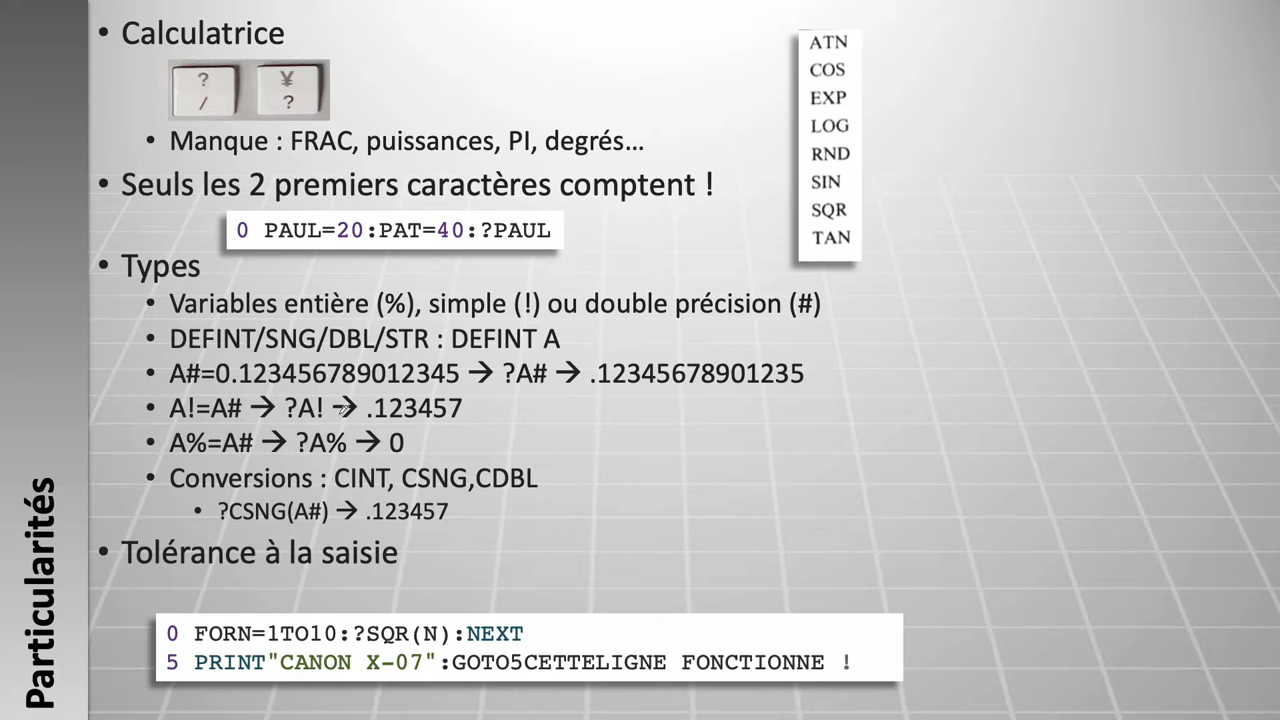 • Calculatrice
? ¥
/ ?
• Manque : FRAC, puissances, PI, degrés…
• Seuls les 2 premiers caractères comptent !
0 PAUL=20:PAT=40:?PAUL
• Types
• Variables entière (%), simple (!) ou double précision (#)
• DEFINT/SNG/DBL/STR : DEFINT A
• A#=0.123456789012345 → ?A# → .12345678901235
• A!=A# → ?A! → .123457
• A%=A# → ?A% → 0
• Conversions : CINT, CSNG,CDBL
• ?CSNG(A#) → .123457
• Tolérance à la saisie
0 FORN=1TO10:?SQR(N):NEXT
5 PRINT"CANON X-07":GOTO5CETTELIGNE FONCTIONNE !
ATN
COS
EXP
LOG
RND
SIN
SQR
TAN
Particularités